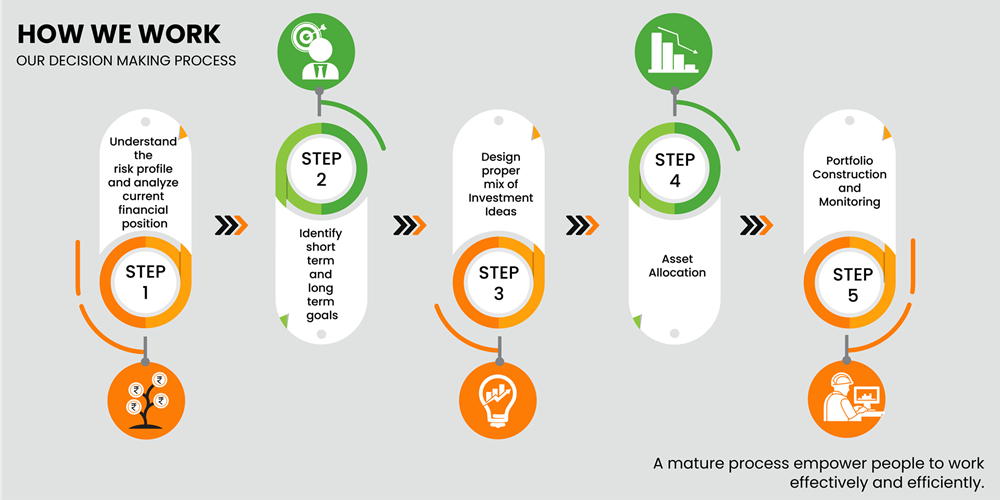 HOW WE WORK
OUR DECISION MAKING PROCESS
Understand
the
risk profile
and analyze
current
financial
position
STEP
1
STEP
2
Identify
short
term
and
long
term
goals
Design
proper
mix of
Investment
Ideas
STEP
3
STEP
4
Asset
Allocation
Portfolio
Construction
and
Monitoring
STEP
5
₹
₹
₹
₹
A mature process empower people to work
effectively and efficiently.